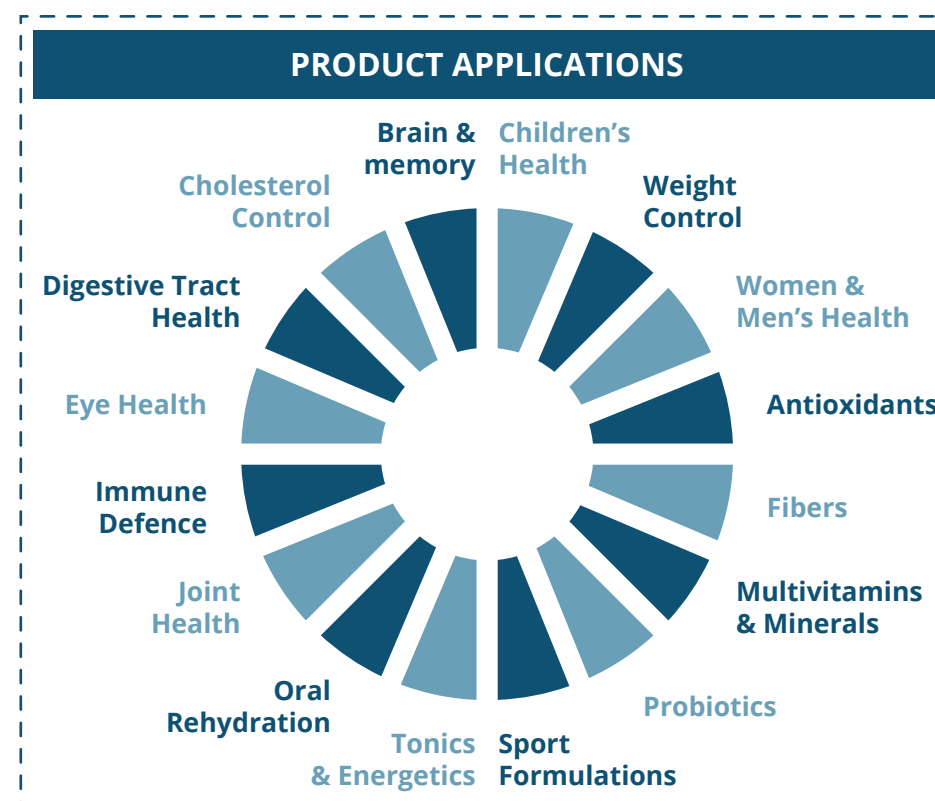 PRODUCT APPLICATIONS
Brain &
memory
Children’s
Health
Weight
Control
Women &
Men’s Health
Antioxidants
Fibers
Multivitamins
& Minerals
Probiotics
Sport
Formulations
Tonics
& Energetics
Oral
Rehydration
Joint
Health
Immune
Defence
Eye Health
Digestive Tract
Health
Cholesterol
Control